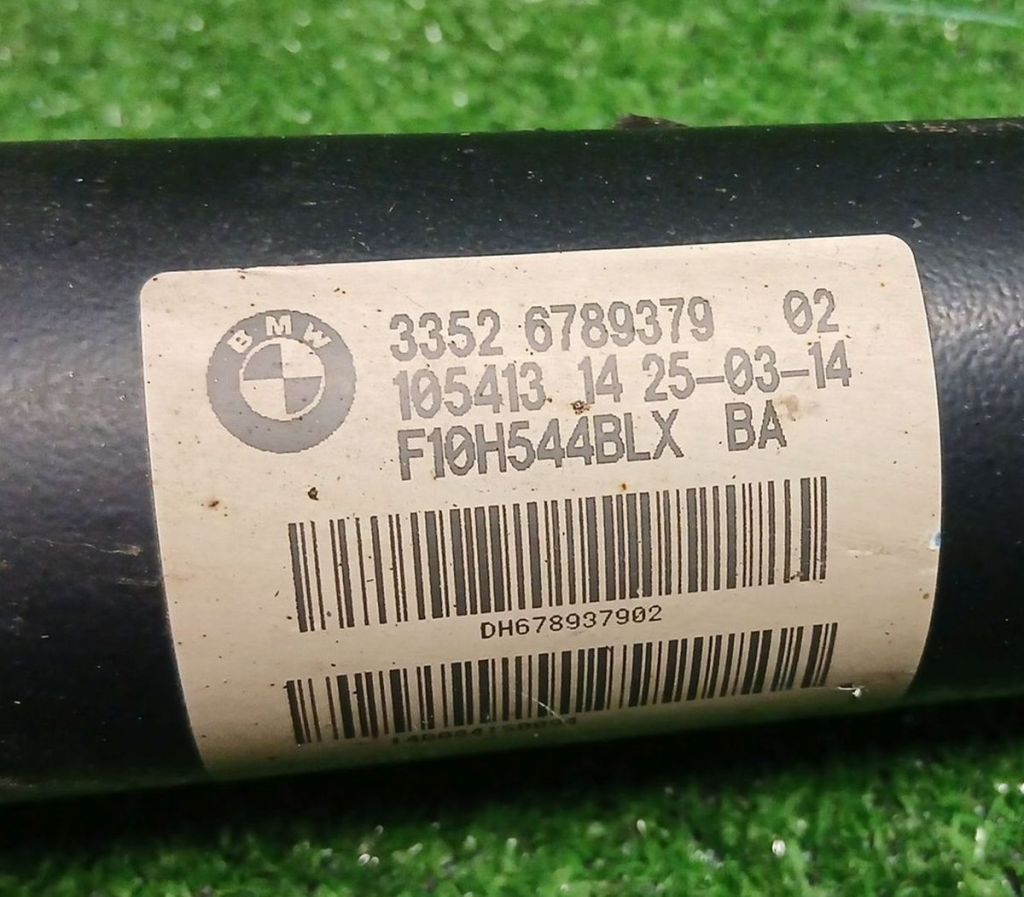 BMW
3352 6789379 02
105413 14 25-03-14
F10H544BLX BA
DH678937902